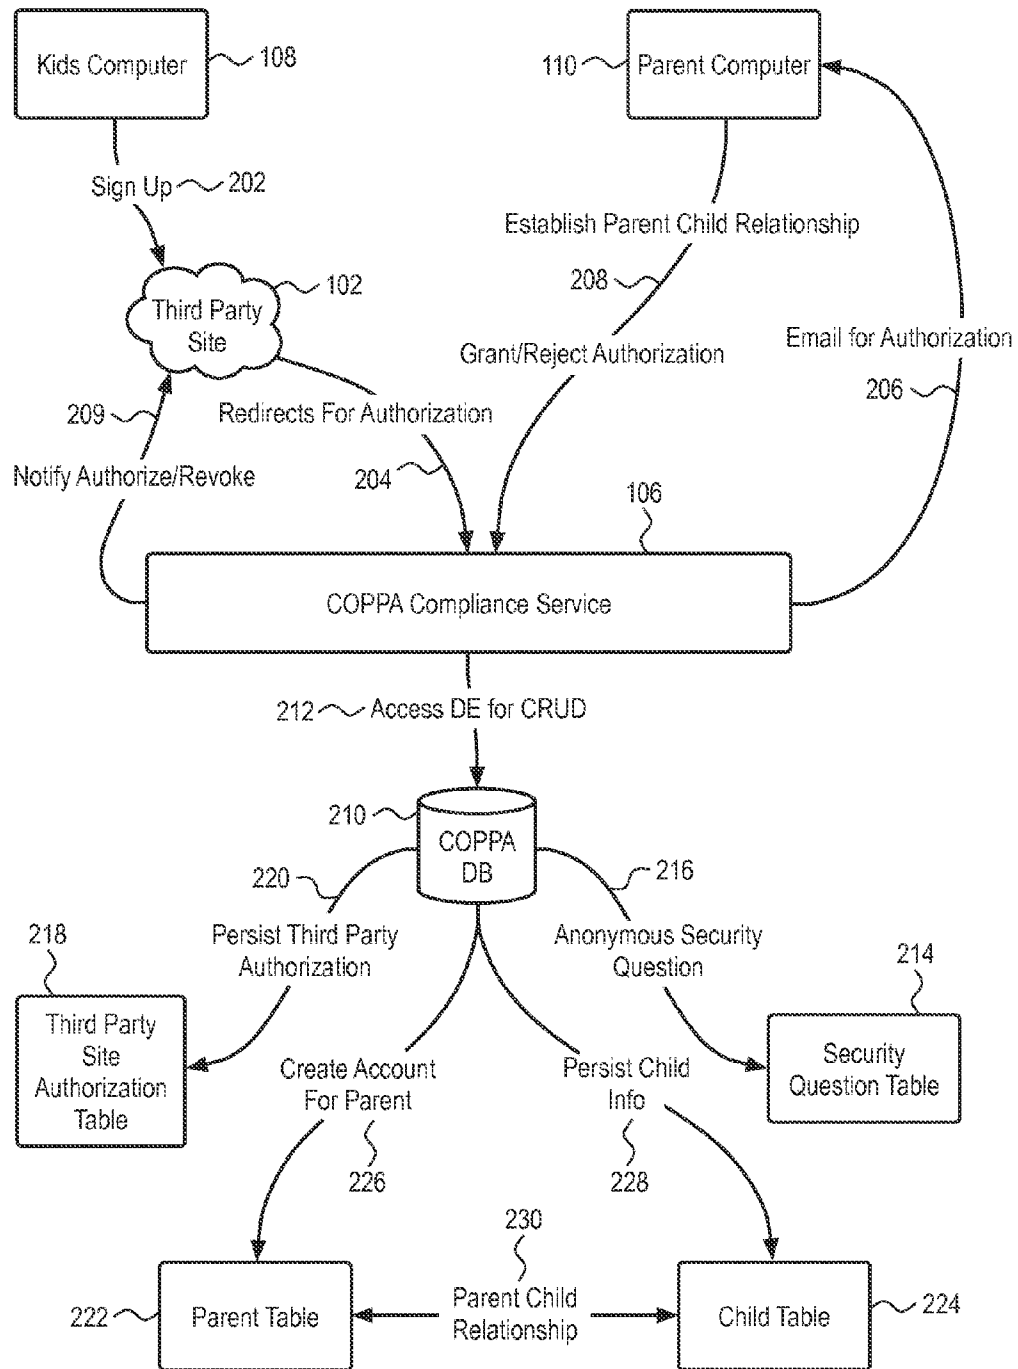 Kids Computer
108
110
Parent Computer
Sign Up
202
Establish Parent Child Relationship
208
102
Third Party
Site
Grant/Reject Authorization
Email for Authorization
206
209
Redirects For Authorization
204
Notify Authorize/Revoke
106
COPPA Compliance Service
212
Access DE for CRUD
210
COPPA
DB
220
216
Persist Third Party
Authorization
Anonymous Security
Question
218
214
Third Party
Site
Authorization
Table
Create Account
For Parent
Persist Child
Info
Security
Question Table
226
228
230
222
Parent Table
Parent Child
Relationship
Child Table
224